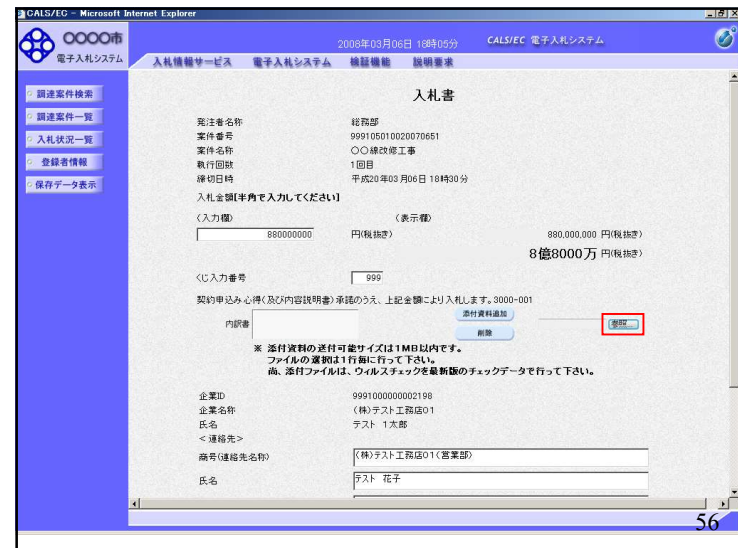 CALS/EC - Microsoft Internet Explorer
〇〇〇〇市
電子入札システム
2008年03月06日 18時05分
CALS/EC 電子入札システム
入札情報サービス 電子入札システム 検証機能 説明要求
調達案件検索
調達案件一覧
入札状況一覧
登録者情報
保存データ表示
入札書
発注者名称 総務部
案件番号 999105010020070651
案件名称 〇〇線改修工事
執行回数 1回目
締切日時 平成20年03月06日 18時30分
入札金額[半角で入力してください]
(入力欄) (表示欄)
880000000 円(税抜き) 880,000,000 円(税抜き)
8億8000万 円(税抜き)
くじ入力番号 999
契約申込み心得(及び内容説明書)承諾のうえ、上記金額により入札します。3000-001
内訳書 添付資料追加 参照...
削除
※ 添付資料の送付可能サイズは1MB以内です。
ファイルの選択は1行毎に行って下さい。
尚、添付ファイルは、ウィルスチェックを最新版のチェックデータで行って下さい。
企業ID 9991000000002198
企業名称 (株)テスト工務店01
氏名 テスト 1太郎
<連絡先>
商号(連絡先名称) (株)テスト工務店01(営業部)
氏名 テスト 花子
56